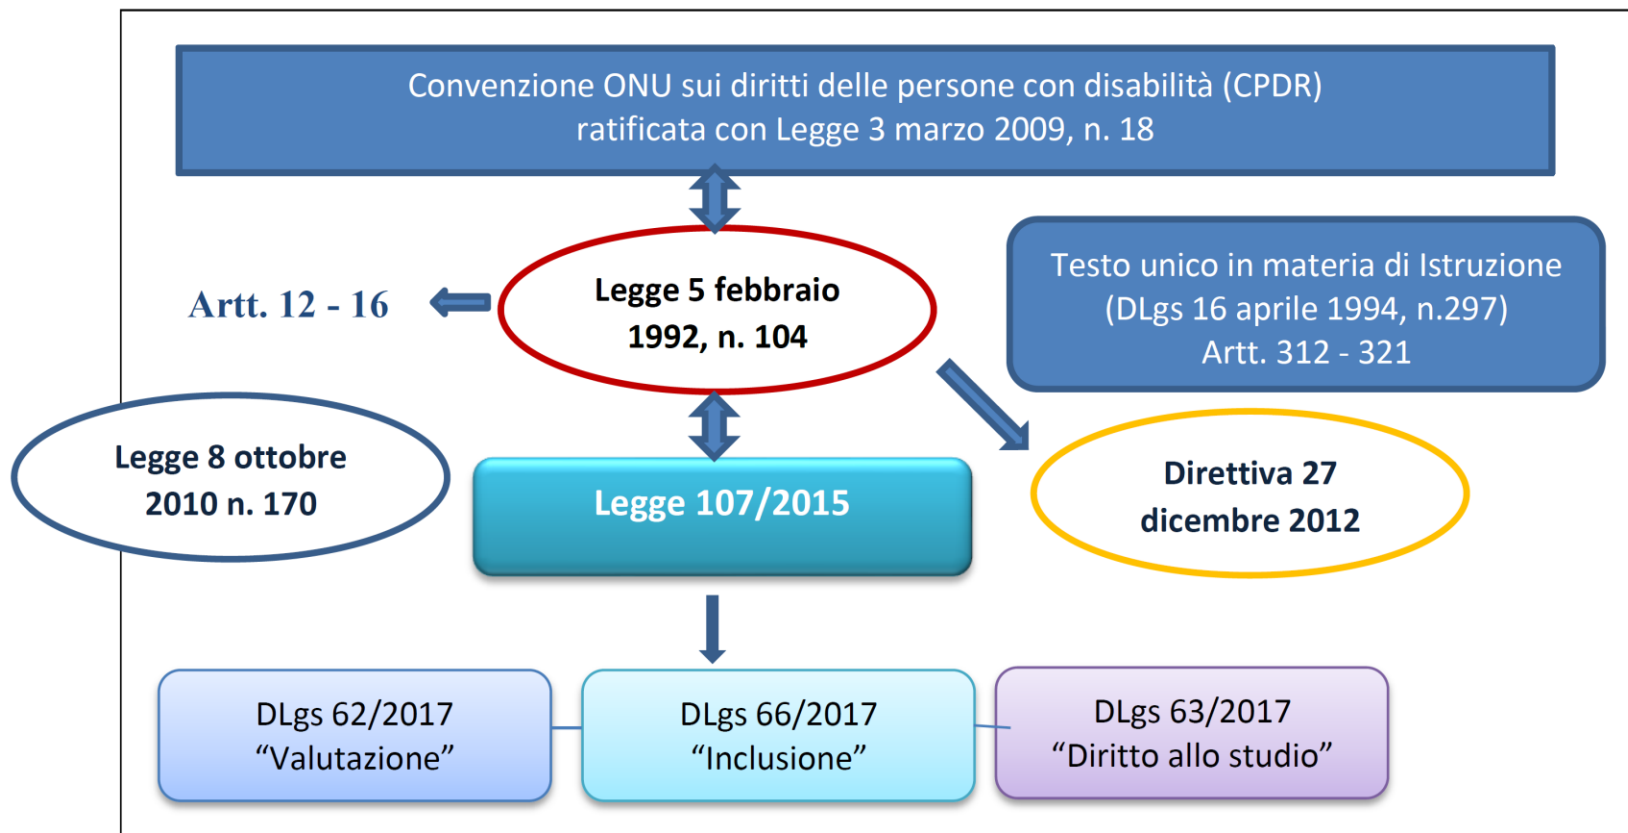 Convenzione ONU sui diritti delle persone con disabilità (CPDR)
ratificata con Legge 3 marzo 2009, n. 18
Legge 5 febbraio
1992, n. 104
Artt. 12 - 16
Testo unico in materia di Istruzione
(DLgs 16 aprile 1994, n.297)
Artt. 312 - 321
Legge 8 ottobre
2010 n. 170
Legge 107/2015
Direttiva 27
dicembre 2012
DLgs 62/2017
“Valutazione”
DLgs 66/2017
“Inclusione”
DLgs 63/2017
“Diritto allo studio”